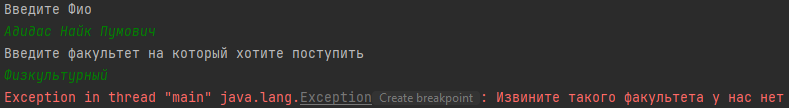 Введите Фио
Адидас Найк Пумович
Введите факультет на который хотите поступить
Физкультурный
Exception in thread "main" java.lang.Exception Create breakpoint : Извините такого факультета у нас нет